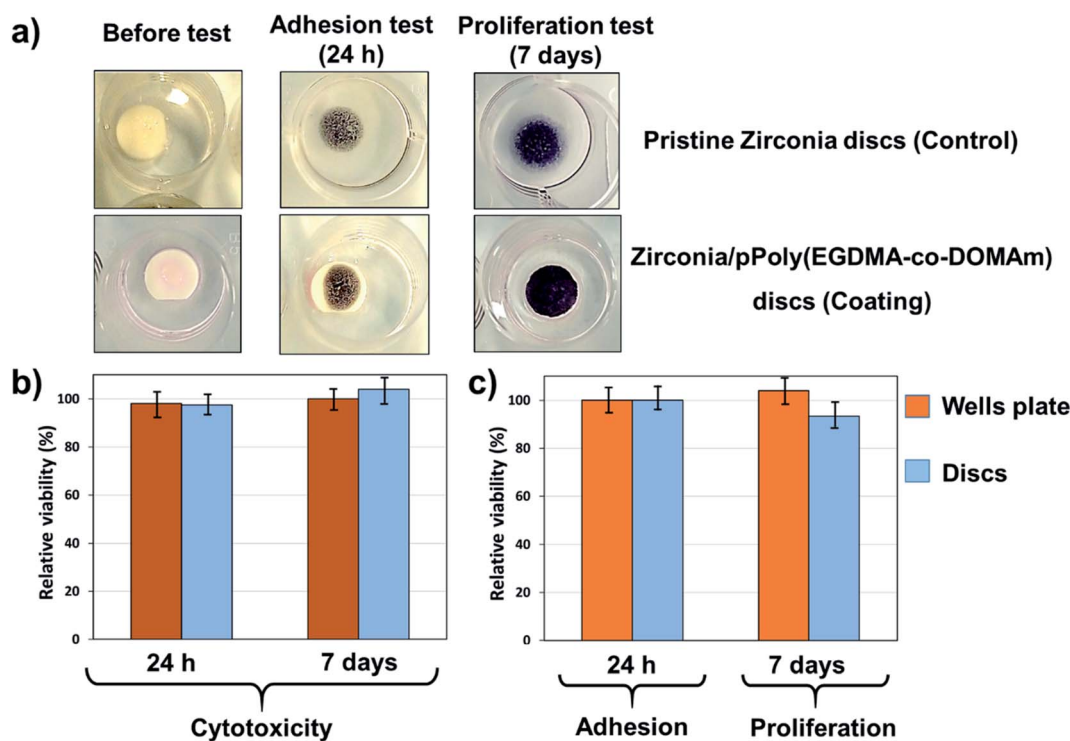 a)
Before test
Adhesion test
(24 h)
Proliferation test
(7 days)
Pristine Zirconia discs (Control)
Zirconia/pPoly(EGDMA-co-DOMAm)
discs (Coating)
b)
Relative viability (%)
100
80
60
40
20
0
24 h
7 days
Cytotoxicity
c)
Relative viability (%)
100
80
60
40
20
0
24 h
7 days
Adhesion
Proliferation
Wells plate
Discs